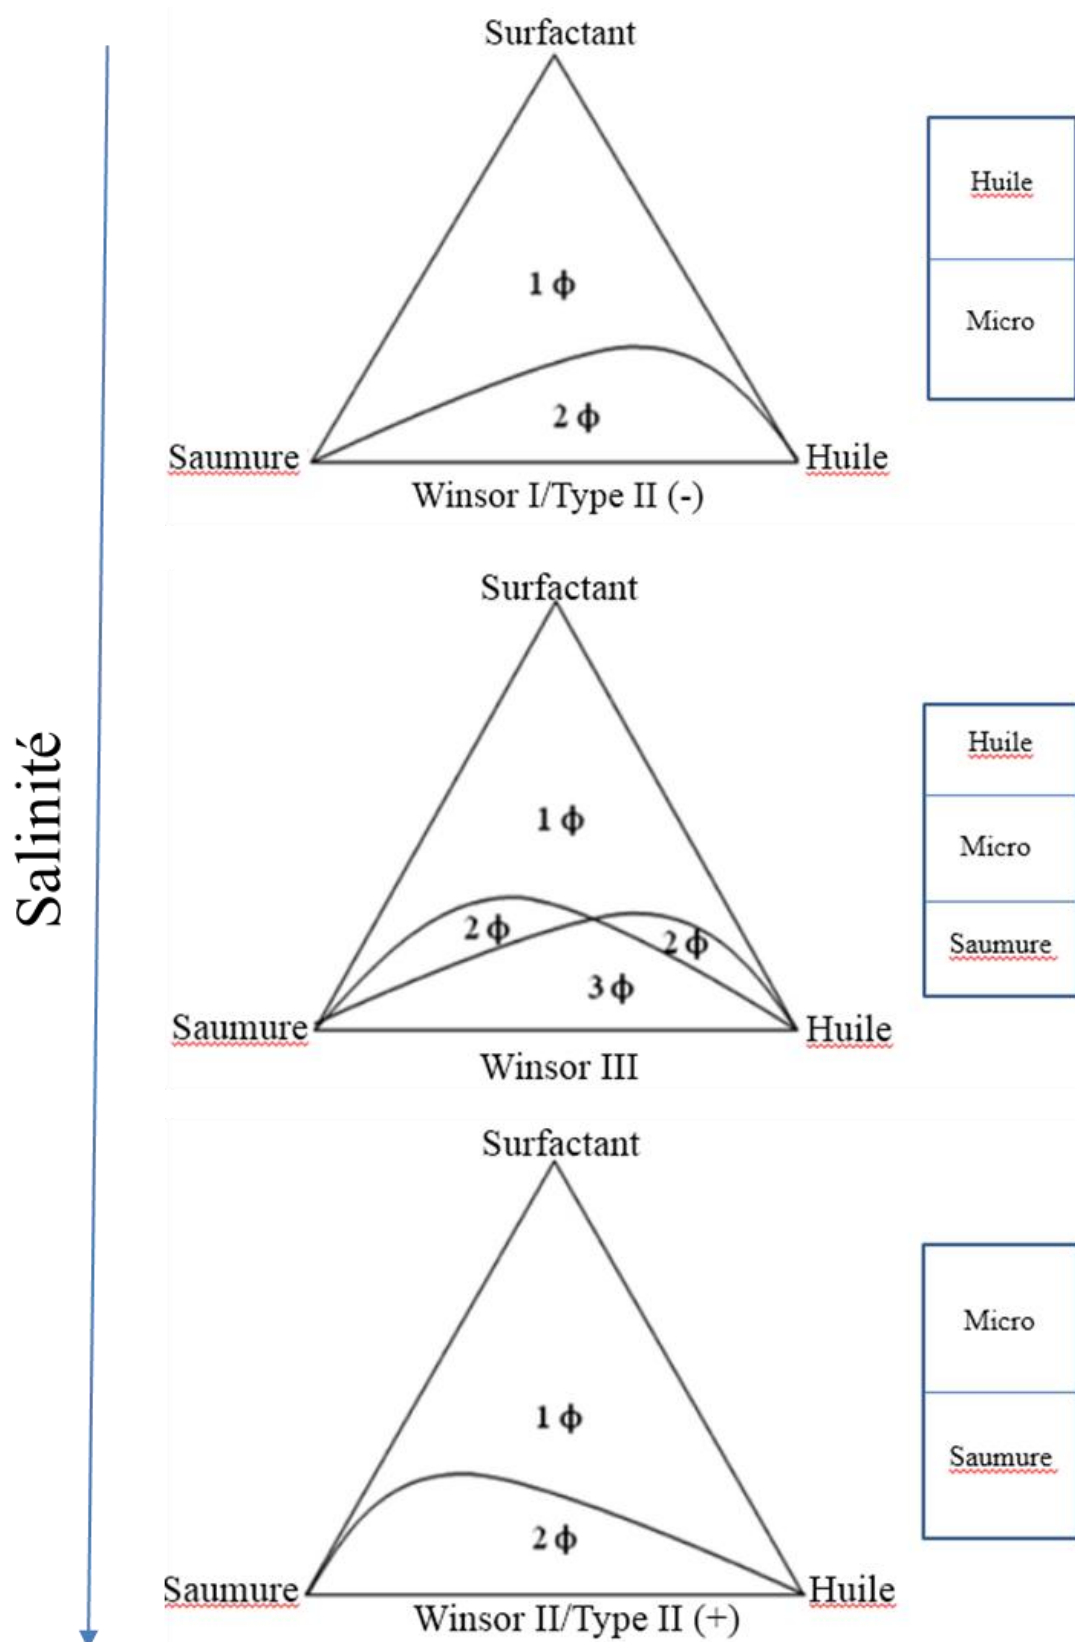 Surfactant
Huile
1 ϕ
Micro
2 ϕ
Saumure
Huile
Winsor I/Type II (-)
Salinité
Surfactant
Huile
1 ϕ
Micro
2 ϕ
2 ϕ
Saumure
3 ϕ
Saumure
Huile
Winsor III
Surfactant
Micro
1 ϕ
Saumure
2 ϕ
Saumure
Huile
Winsor II/Type II (+)